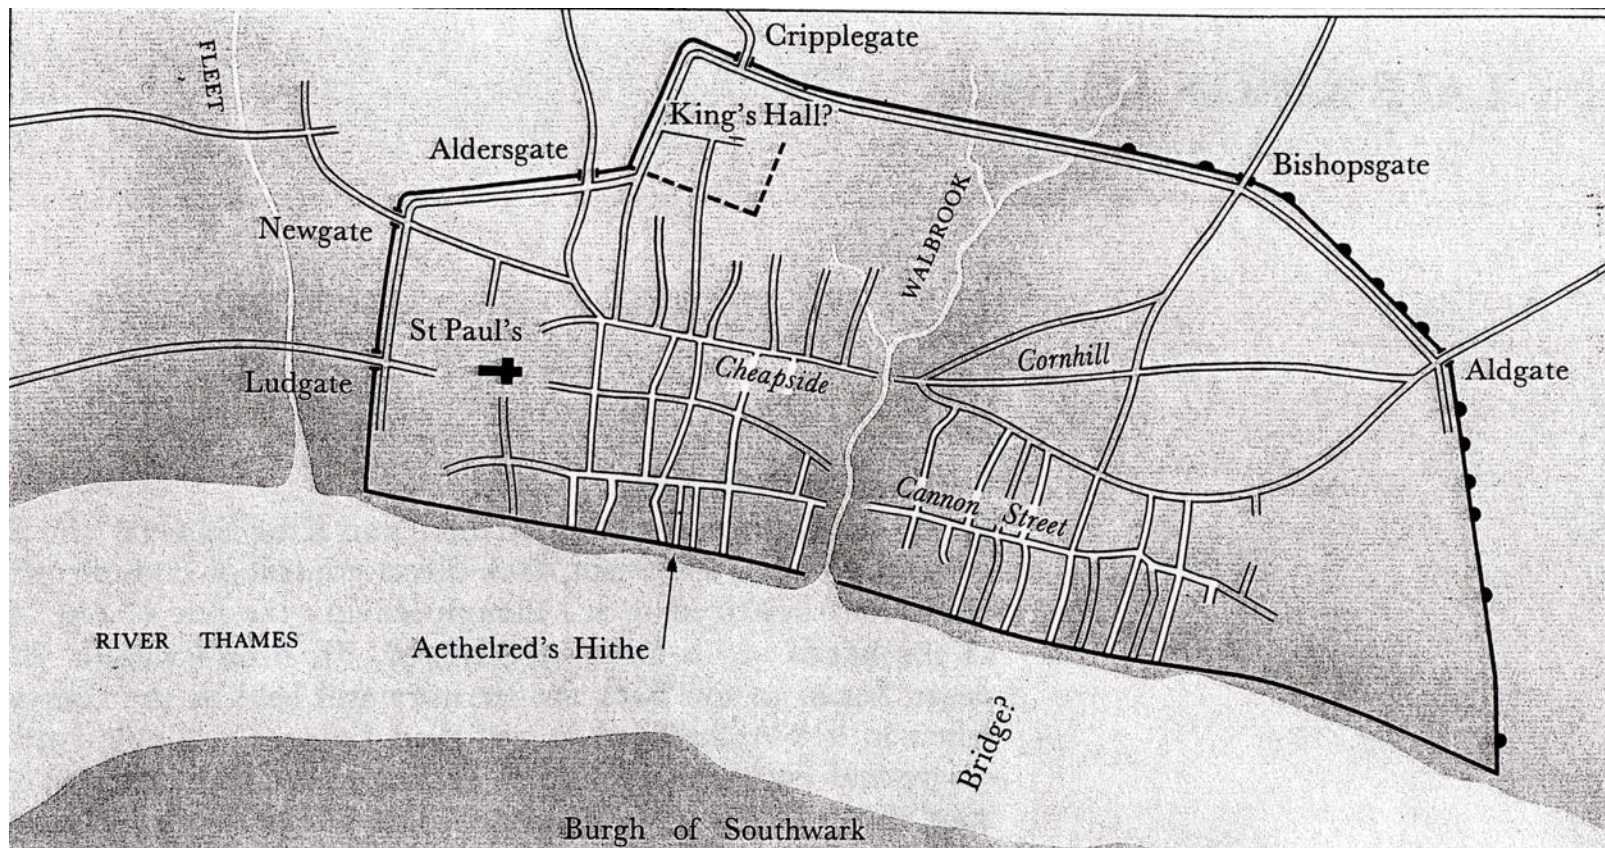 Cripplegate
FLEET
King's Hall?
Aldersgate
Bishopsgate
Newgate
WALBROOK
St Paul's
Cornhill
Cheapside
Ludgate
Aldgate
Cannon Street
RIVER THAMES
Aethelred's Hithe
Bridge?
Burgh of Southwark